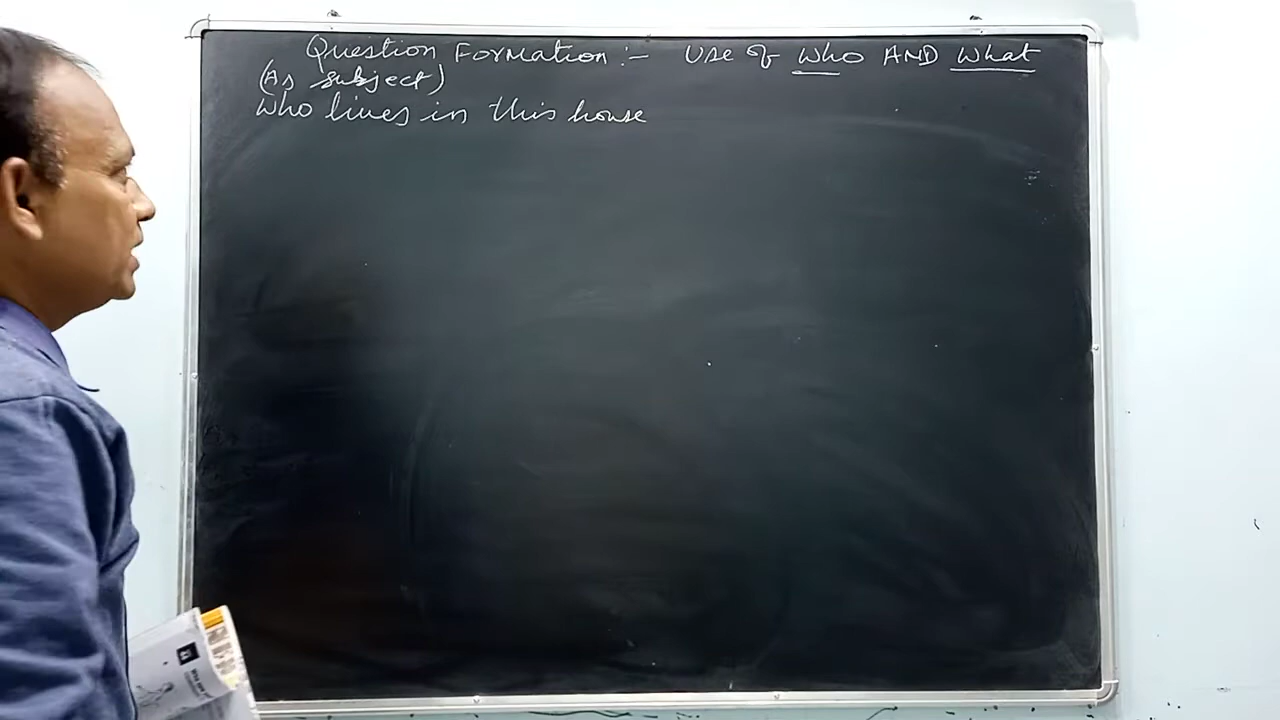 Question Formation :- Use of Who AND What
(As subject)
Who lives in this house